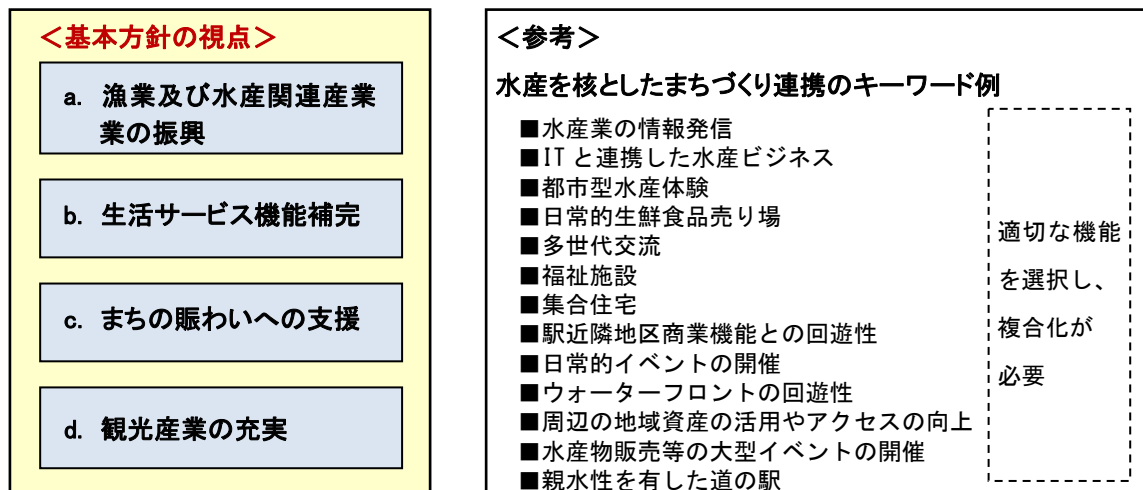 ＜基本方針の視点＞
a. 漁業及び水産関連産業
業の振興
b. 生活サービス機能補完
c. まちの賑わいへの支援
d. 観光産業の充実
＜参考＞
水産を核としたまちづくり連携のキーワード例
■水産業の情報発信
■ITと連携した水産ビジネス
■都市型水産体験
■日常的生鮮食品売り場
■多世代交流
■福祉施設
■集合住宅
■駅近隣地区商業機能との回遊性
■日常的イベントの開催
■ウォーターフロントの回遊性
■周辺の地域資産の活用やアクセスの向上
■水産物販売等の大型イベントの開催
■親水性を有した道の駅
適切な機能
を選択し、
複合化が
必要